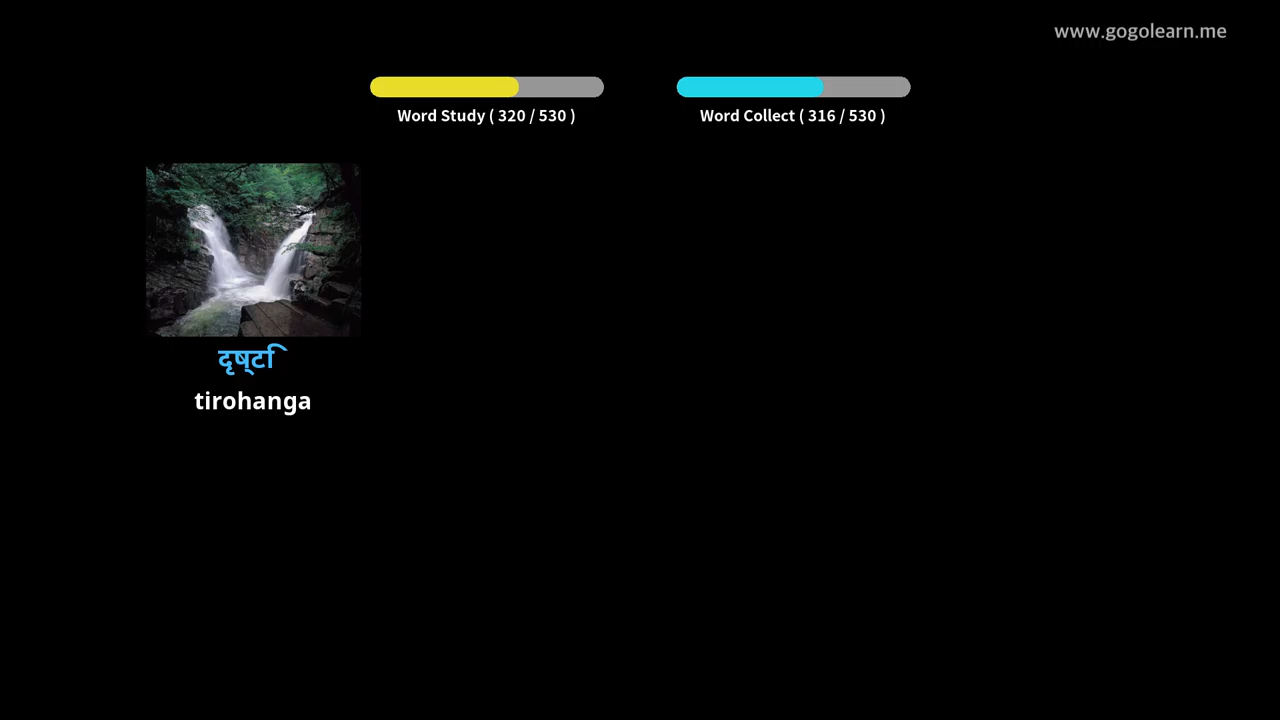 www.gogolearn.me
Word Study ( 320 / 530 )
Word Collect ( 316 / 530 )
दृष्टि
tirohanga